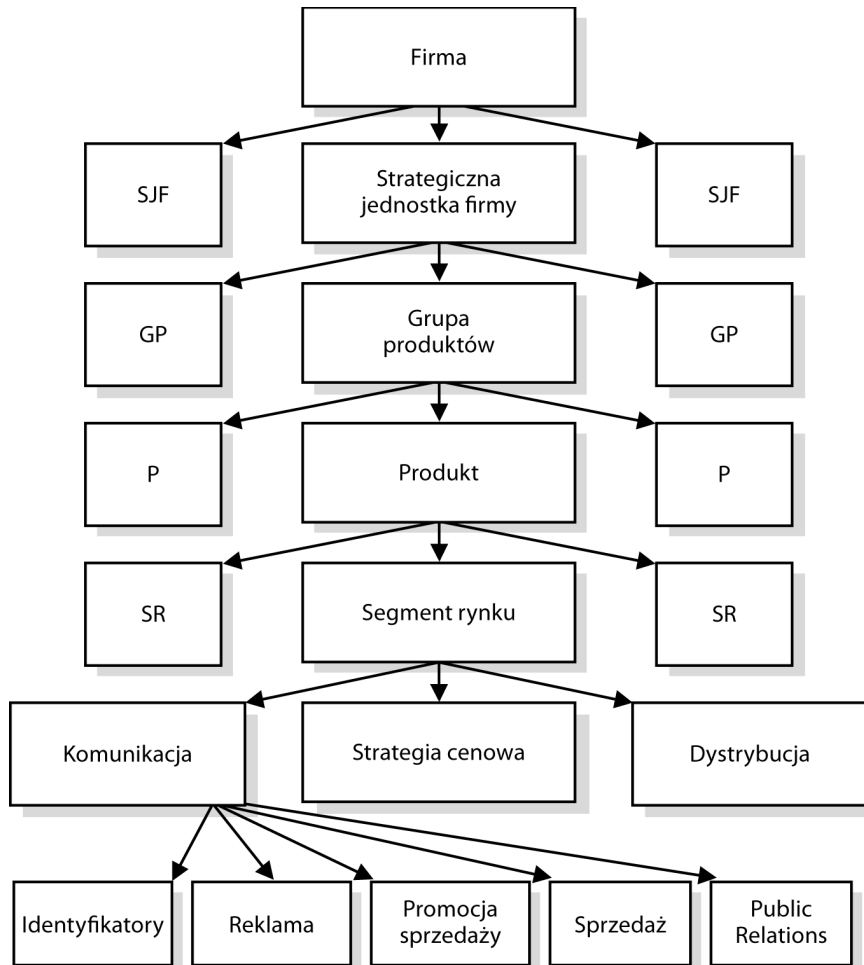 Firma
SJF
Strategiczna
jednostka firmy
SJF
GP
Grupa
produktów
GP
P
Produkt
P
SR
Segment rynku
SR
Komunikacja
Strategia cenowa
Dystrybucja
Identyfikatory
Reklama
Promocja
sprzedaży
Sprzedaż
Public
Relations